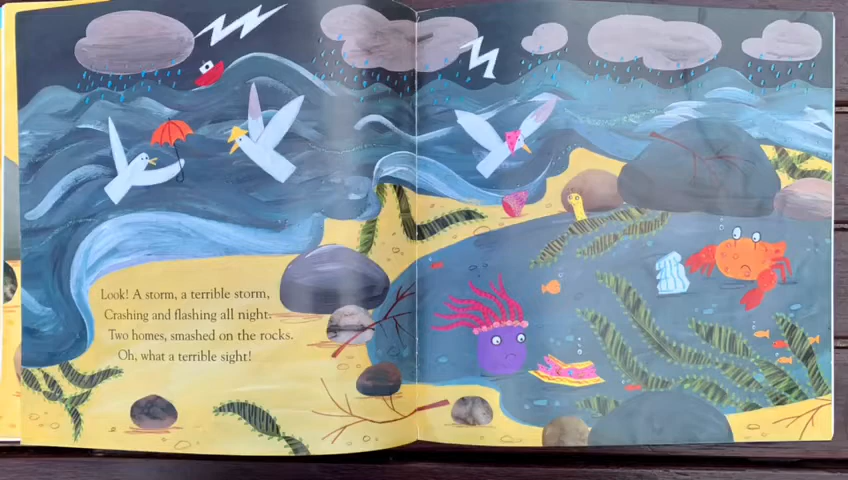 Look! A storm, a terrible storm,
Crashing and flashing all night.
Two homes, smashed on the rocks.
Oh, what a terrible sight!